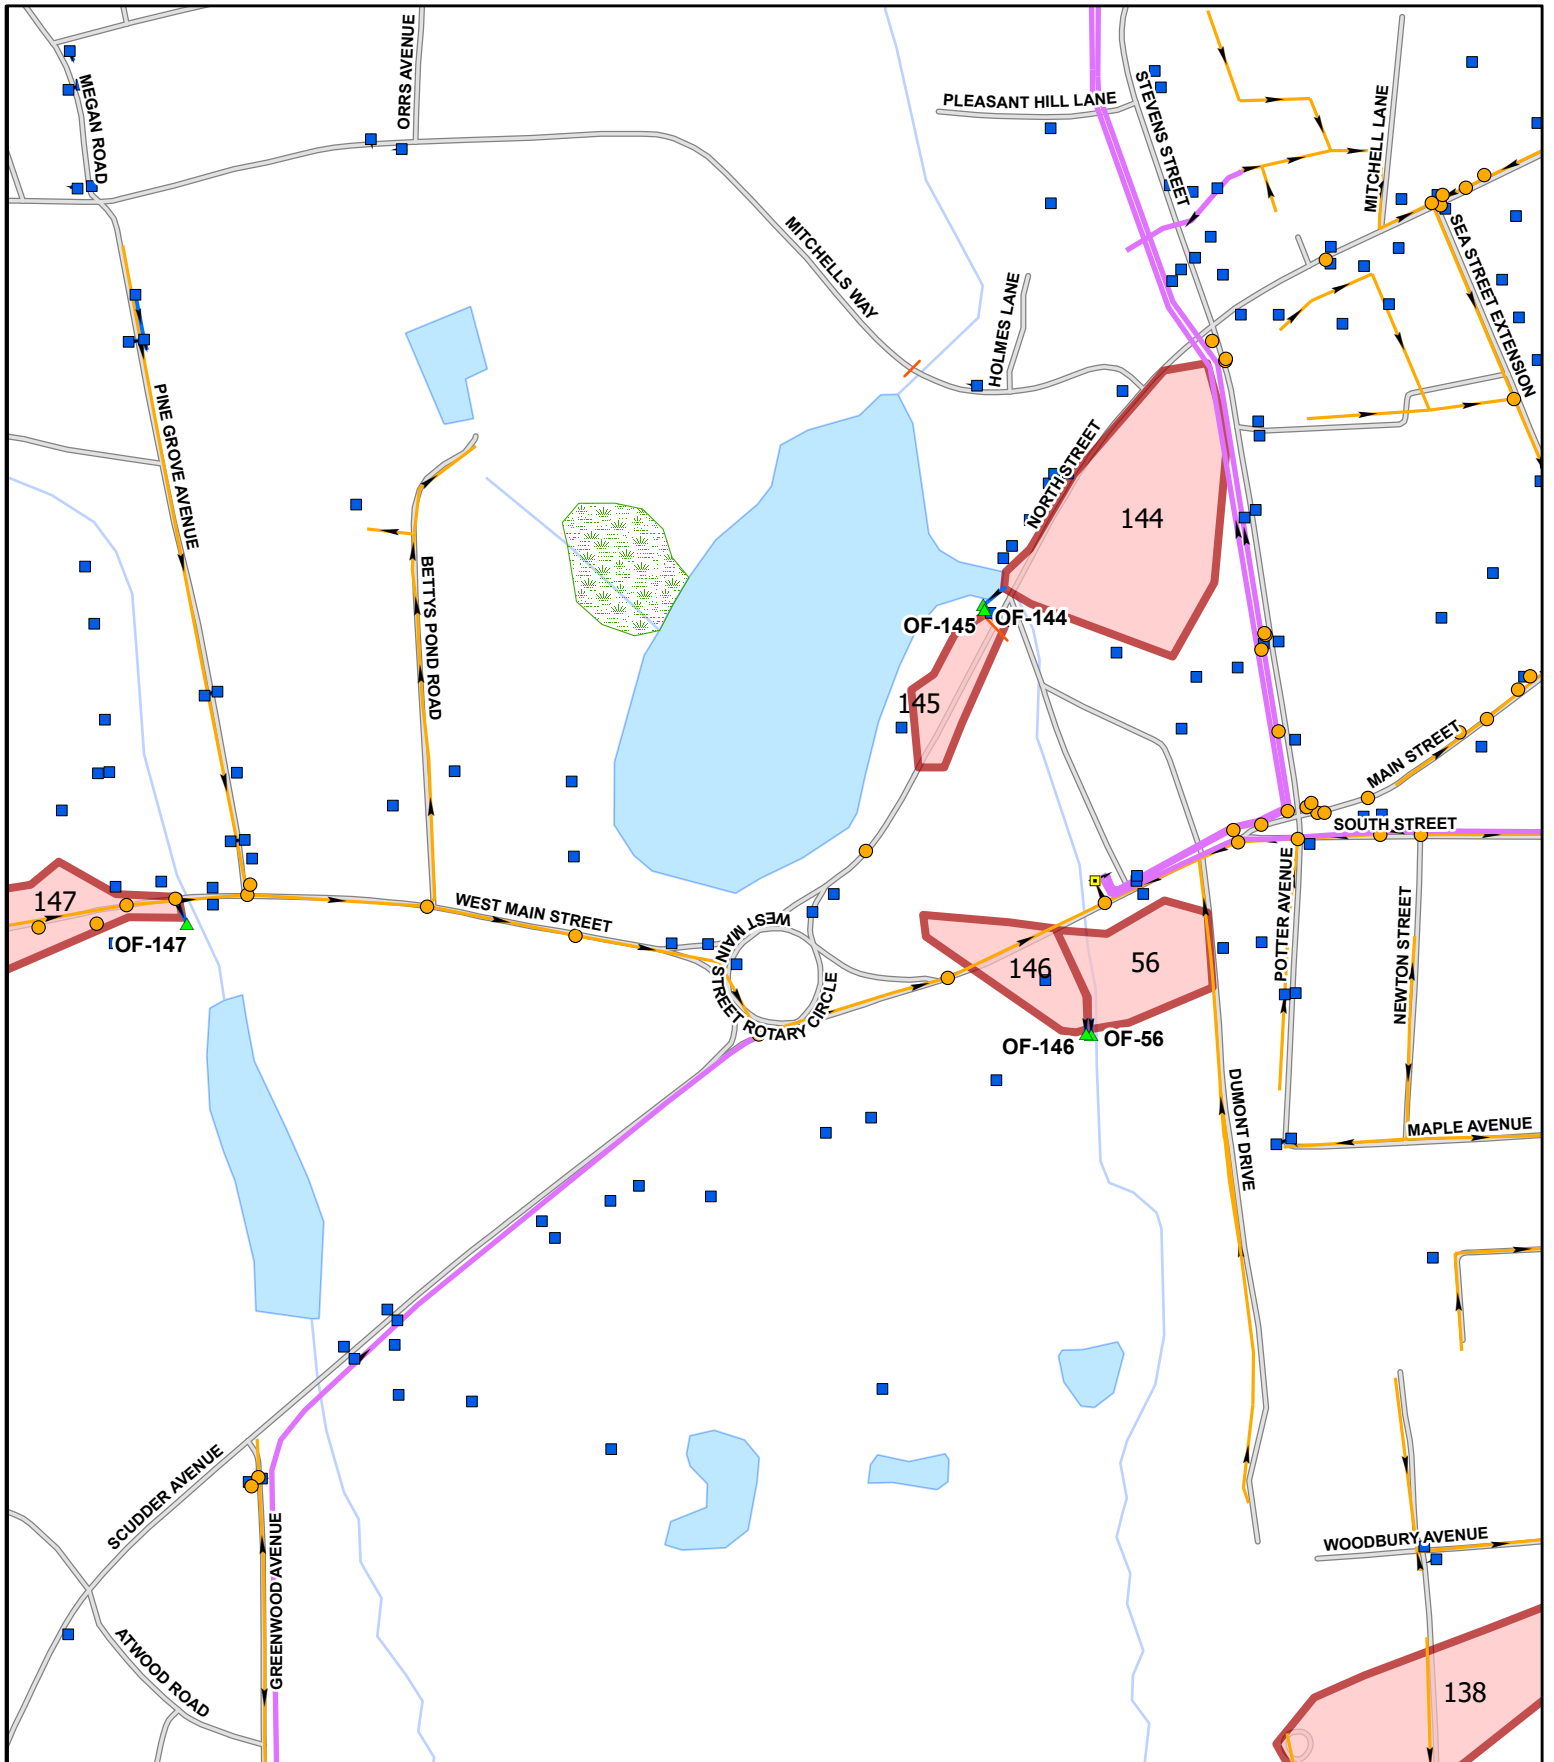 MEGAN ROAD
ORRS AVENUE
PLEASANT HILL LANE
STEVENS STREET
MITCHELL LANE
MITCHELLS WAY
HOLMES LANE
SEA STREET EXTENSION
PINE GROVE AVENUE
NORTH STREET
144
BETTYS POND ROAD
OF-145
OF-144
145
MAIN STREET
SOUTH STREET
147
OF-147
WEST MAIN STREET
WEST MAIN STREET ROTARY CIRCLE
146
56
POTTER AVENUE
NEWTON STREET
OF-146
OF-56
DUMONT DRIVE
MAPLE AVENUE
SCUDDER AVENUE
GREENWOOD AVENUE
WOODBURY AVENUE
ATWOOD ROAD
138